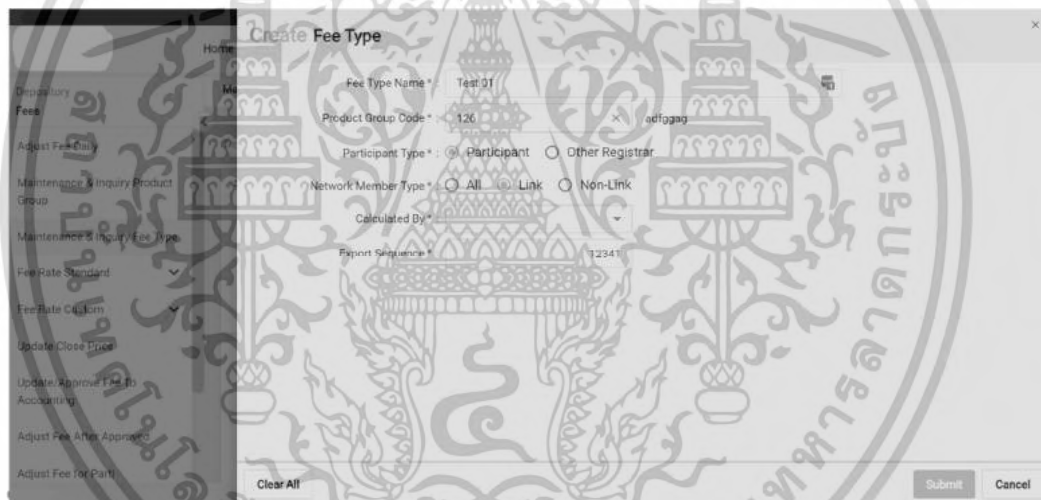 Create Fee Type
×
Home
Depository
Fees
Me
Adjust Fee Daily
Maintenance & Inquiry Product
Group
Maintenance & Inquiry Fee Type
Fee Rate Standard
Fee Rate Custom
Update Close Price
Update/Approve Fee To
Accounting
Adjust Fee After Approved
Adjust Fee for Parti
Fee Type Name * : Test 01
Product Group Code * : 126 × adfggag
Participant Type * : Participant Other Registrar
Network Member Type * : All Link Non-Link
Calculated By * :
Export Sequence * 12341
Clear All
Submit
Cancel